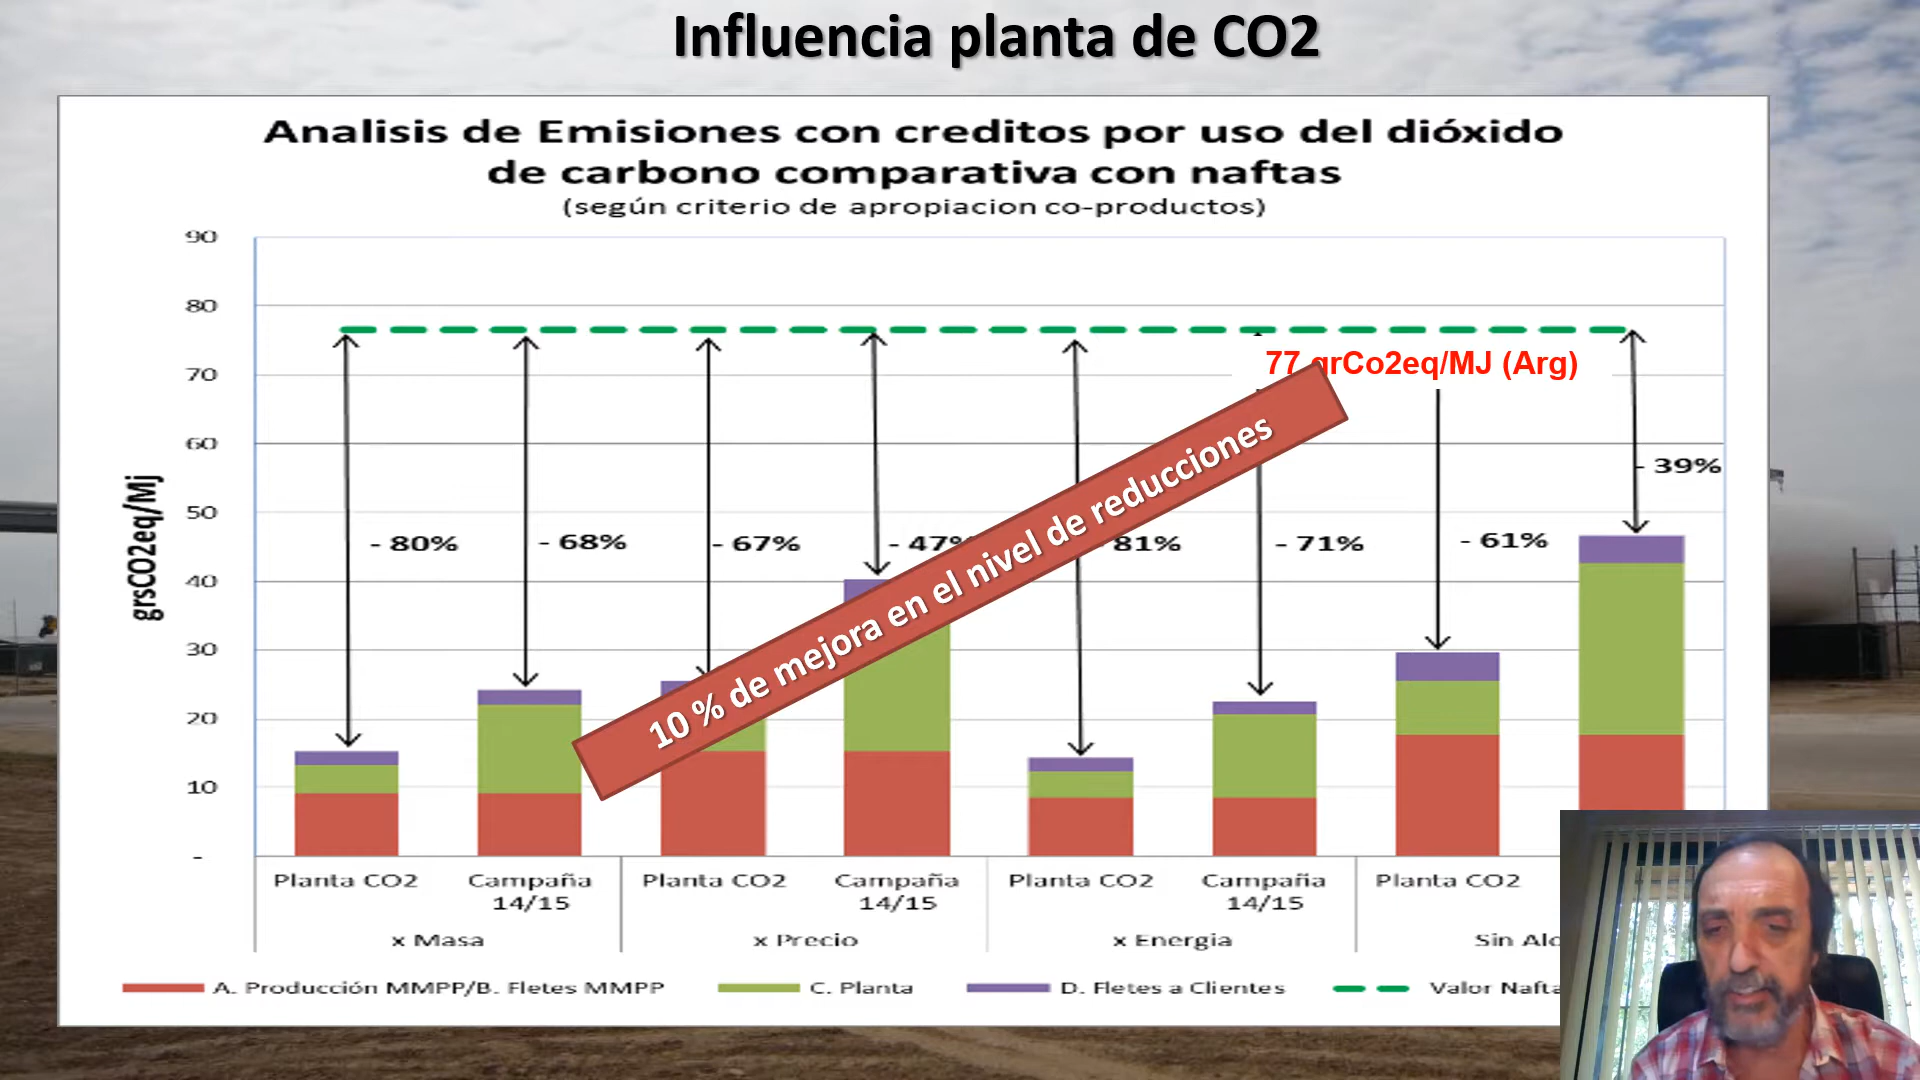 Influencia planta de CO2
Analisis de Emisiones con creditos por uso del dióxido
de carbono comparativa con naftas
(según criterio de apropiacion co-productos)
grsCO2eq/Mj
90
80
70
60
50
40
30
20
10
-
77 grCo2eq/MJ (Arg)
- 80%
- 68%
- 67%
- 47%
81%
- 71%
- 61%
- 39%
10 % de mejora en el nivel de reducciones
Planta CO2
Campaña
14/15
Planta CO2
Campaña
14/15
Planta CO2
Campaña
14/15
Planta CO2
x Masa
x Precio
x Energia
Sin
A. Producción MMPP/B. Fletes MMPP
C. Planta
D. Fletes a Clientes
Valor Nafta